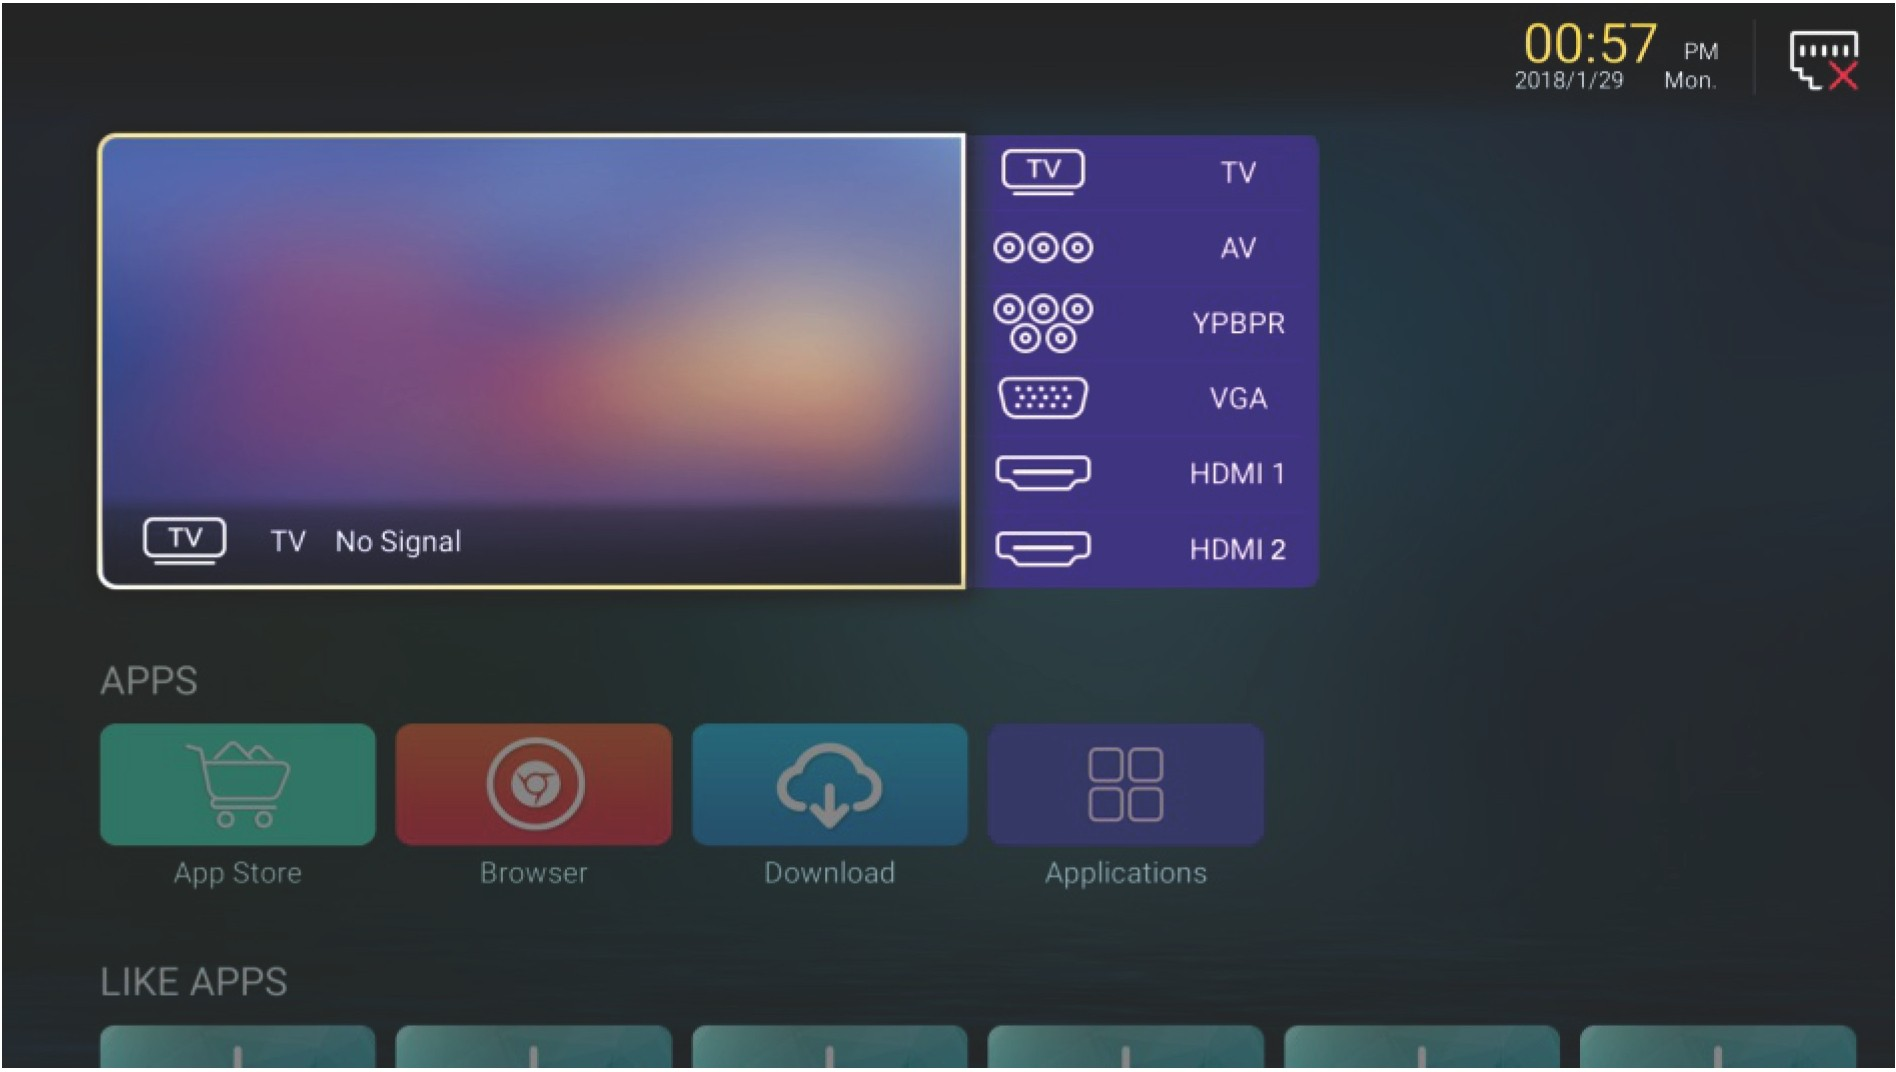 00:57 PM
2018/1/29 Mon.
TV TV
AV
YPBPR
VGA
HDMI 1
HDMI 2
TV TV No Signal
APPS
App Store Browser Download Applications
LIKE APPS